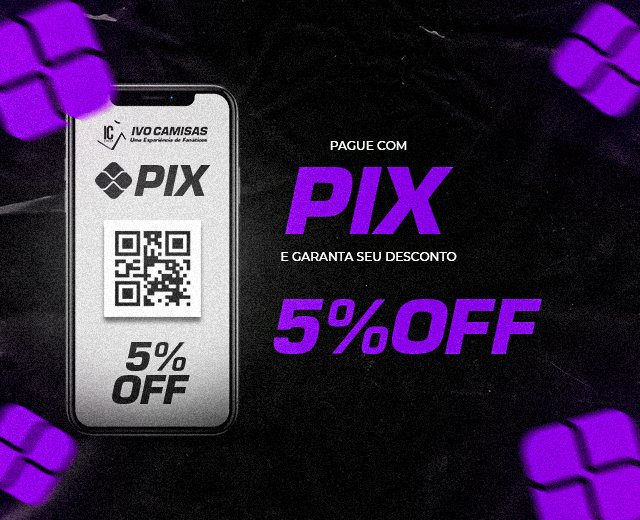 IC
IVO CAMISAS
Uma Experiência de Fanáticos
PIX
5%
OFF
PAGUE COM
PIX
E GARANTA SEU DESCONTO
5%OFF